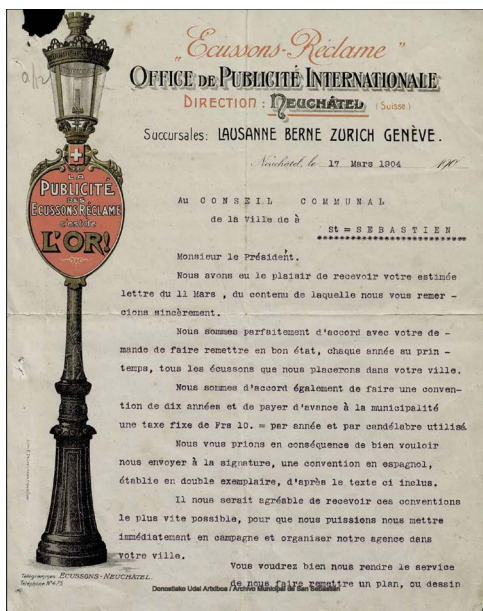 „Ecussons-Réclame"
OFFICE DE PUBLICITÉ INTERNATIONALE
DIRECTION : NEUCHÂTEL (Suisse)
Succursales: LAUSANNE BERNE ZURICH GENÈVE.
Neuchâtel, le 17 Mars 1904 190
LA
PUBLICITÉ
DES
ECUSSONS RÉCLAME
c'est de
L'OR!
Au CONSEIL COMMUNAL
de la Ville de à
St = SEBASTIEN
Monsieur le Président.
Nous avons eu le plaisir de recevoir votre estimée
lettre du 11 Mars , du contenu de laquelle nous vous remer -
cions sincèrement.
Nous sommes parfaitement d'accord avec votre de -
mande de faire remettre en bon état, chaque année au prin -
temps, tous les écussons que nous placerons dans votre ville.
Nous sommes d'accord également de faire une conven-
tion de dix années et de payer d'avance à la municipalité
une taxe fixe de Frs 10. = par année et par candélabre utilisé
Nous vous prions en conséquence de bien vouloir
nous envoyer à la signature, une convention en espagnol,
établie en double exemplaire, d'après le texte ci inclus.
Il nous serait agréable de recevoir ces conventions
le plus vite possible, pour que nous puissions nous mettre
immédiatement en campagne et organiser notre agence dans
votre ville.
Vous voudrez bien nous rendre le service
de nous faire remettre un plan, ou dessin
Télégrammes: ECUSSONS-NEUCHÂTEL.
Téléphone Nº 475
Donostiako Udal Artxiboa / Archivo Municipal de San Sebastián